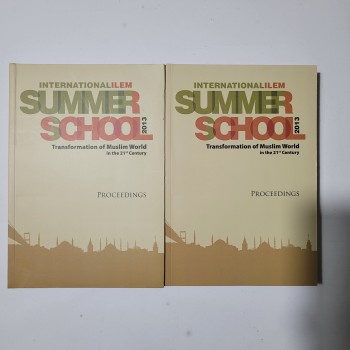 INTERNATIONALILEM
SUMMER
SCHOOL 2013
Transformation of Muslim World
in the 21st Century
PROCEEDINGS
INTERNATIONALILEM
SUMMER
SCHOOL 2013
Transformation of Muslim World
in the 21st Century
PROCEEDINGS